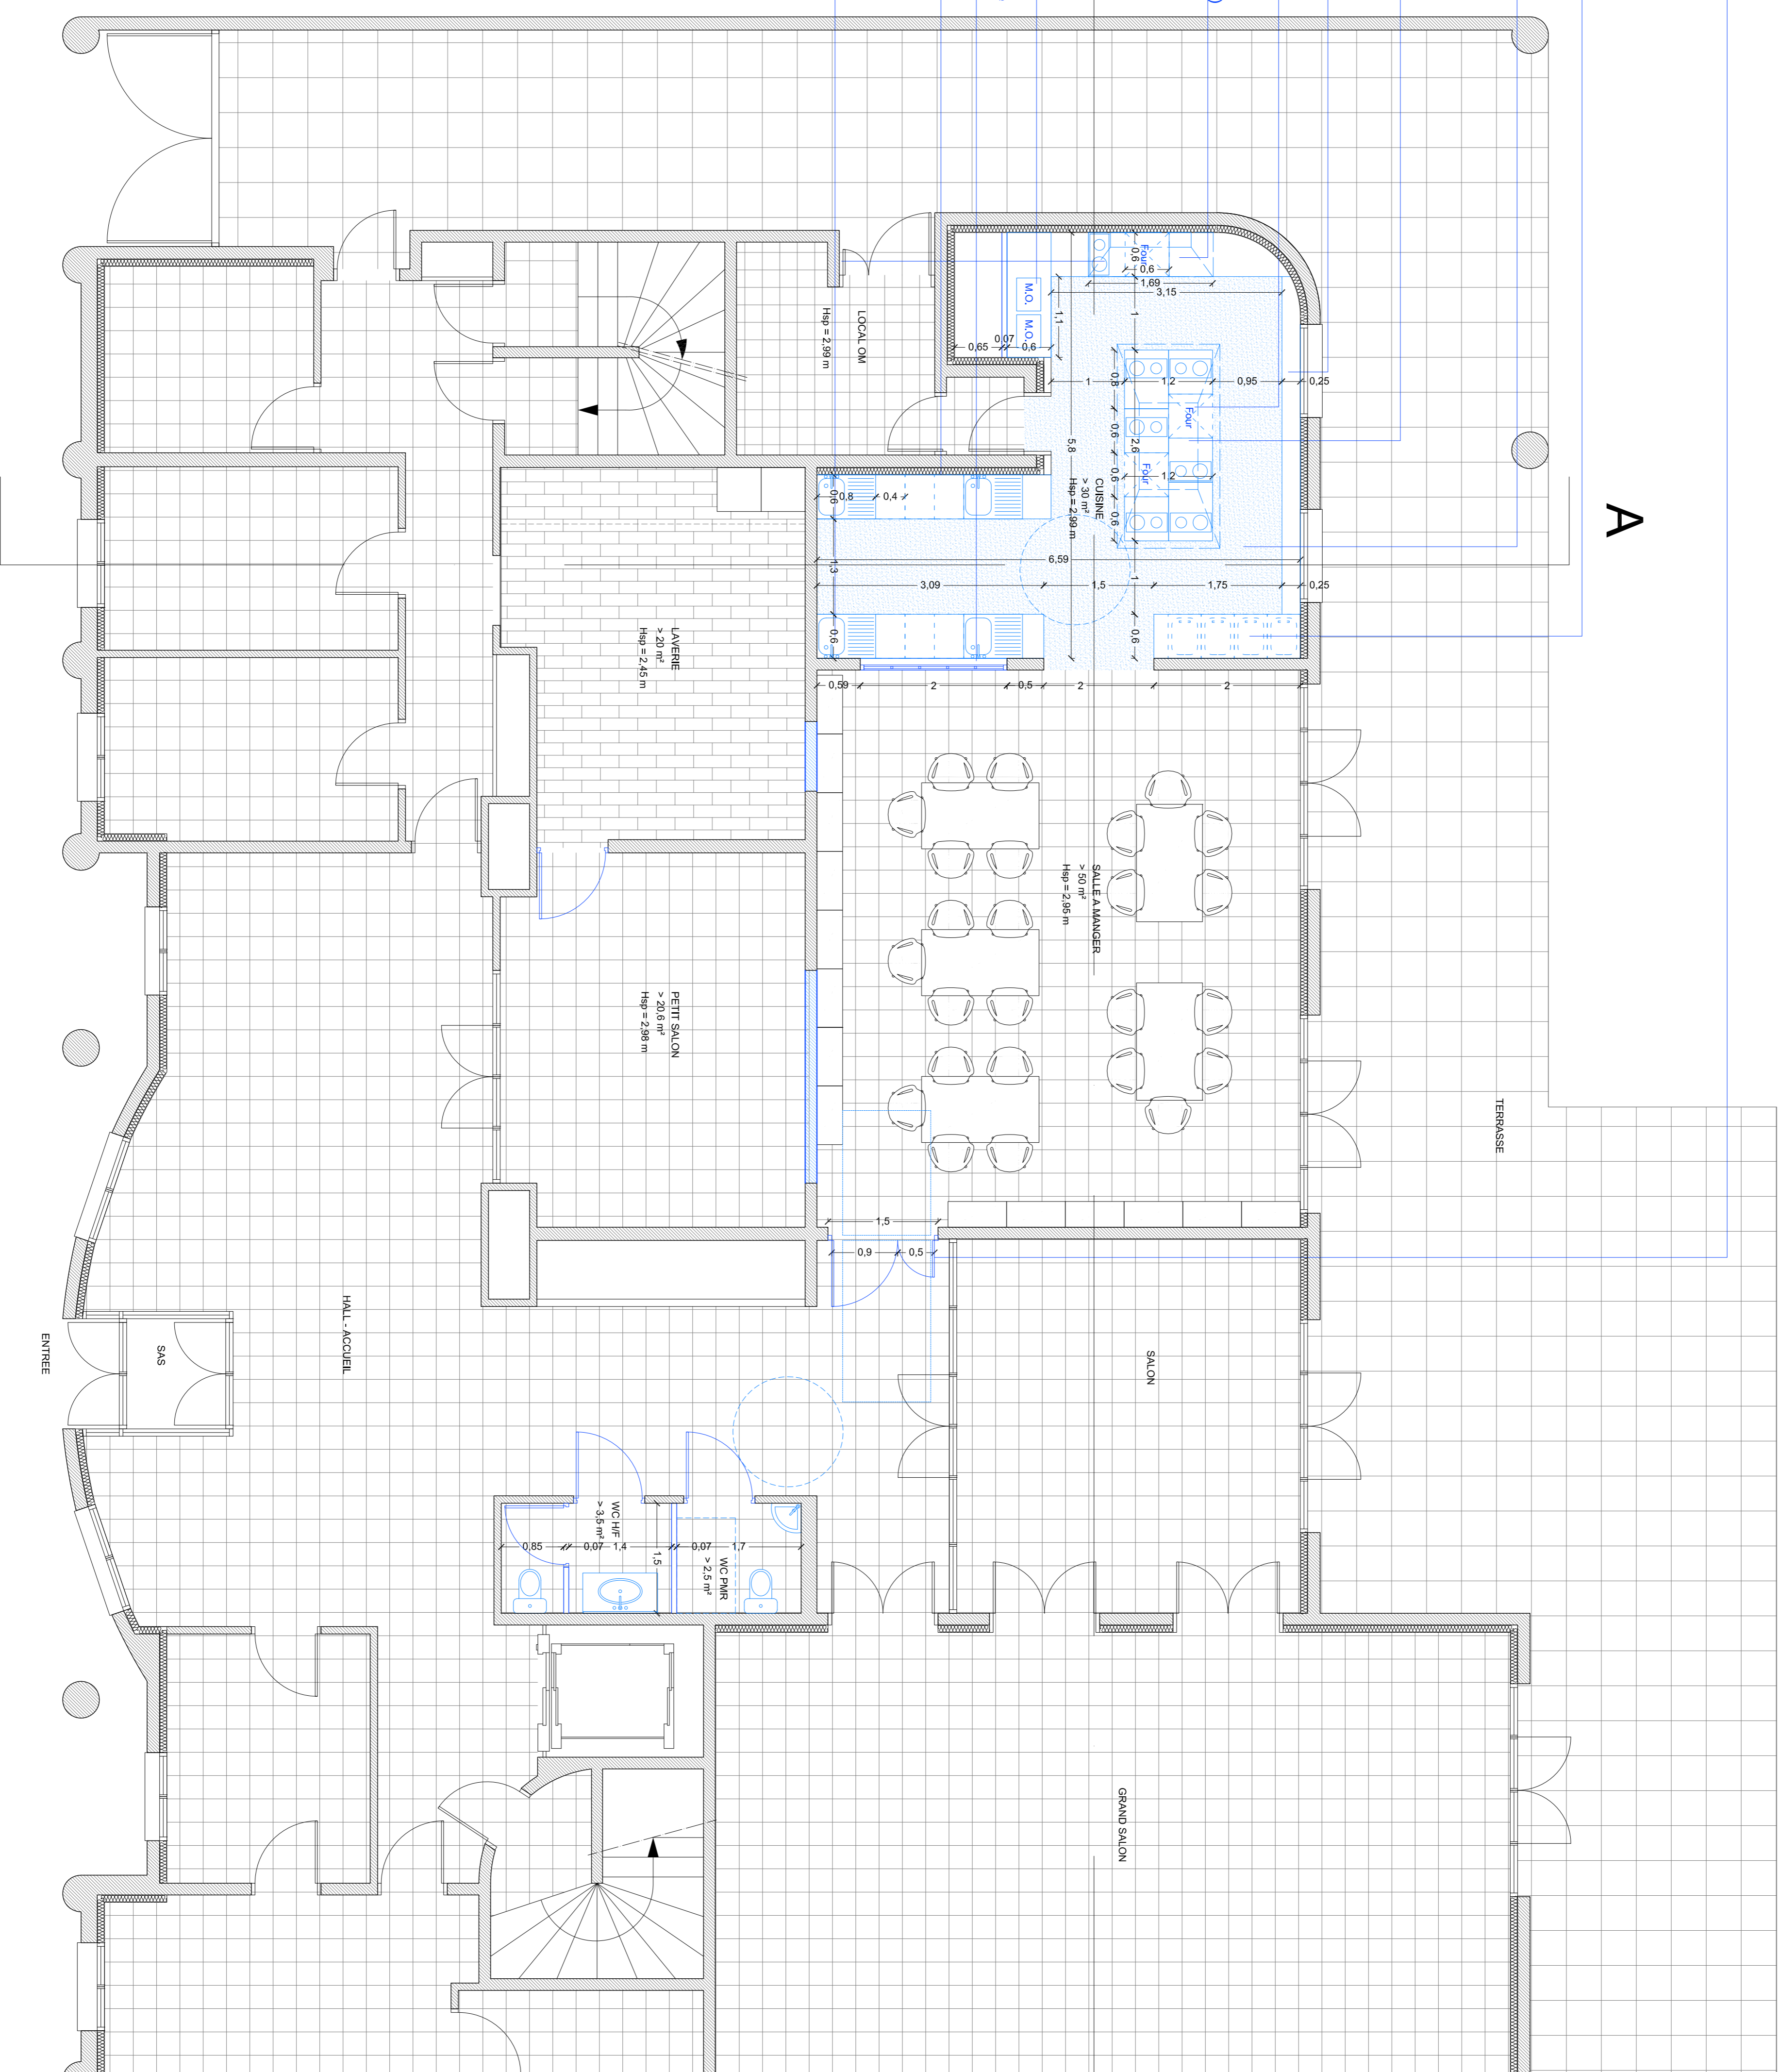 A
Four
0,6
0,6
1,69
3,15
M.O.
M.O.
1,1
1
0,07
0,65
0,6
LOCAL OM
Hsp = 2,99 m
1
1,2
0,95
0,25
0,8
Four
0,6
2,6
5,8
0,6
Four
1,2
0,6
CUISINE
> 30 m²
Hsp = 2,99 m
0,6
0,8
0,4
6,59
1,3
1
3,09
1,5
1,75
0,25
0,6
0,6
0,59
2
0,5
2
2
LAVERIE
> 20 m²
Hsp = 2,45 m
SALLE A MANGER
> 50 m²
Hsp = 2,95 m
PETIT SALON
> 20,6 m²
Hsp = 2,98 m
TERRASSE
1,5
0,9
0,5
HALL - ACCUEIL
SAS
ENTREE
SALON
WC H/F
> 3,5 m²
0,85
0,07
1,4
1,5
0,07
1,7
WC PMR
> 2,5 m²
GRAND SALON